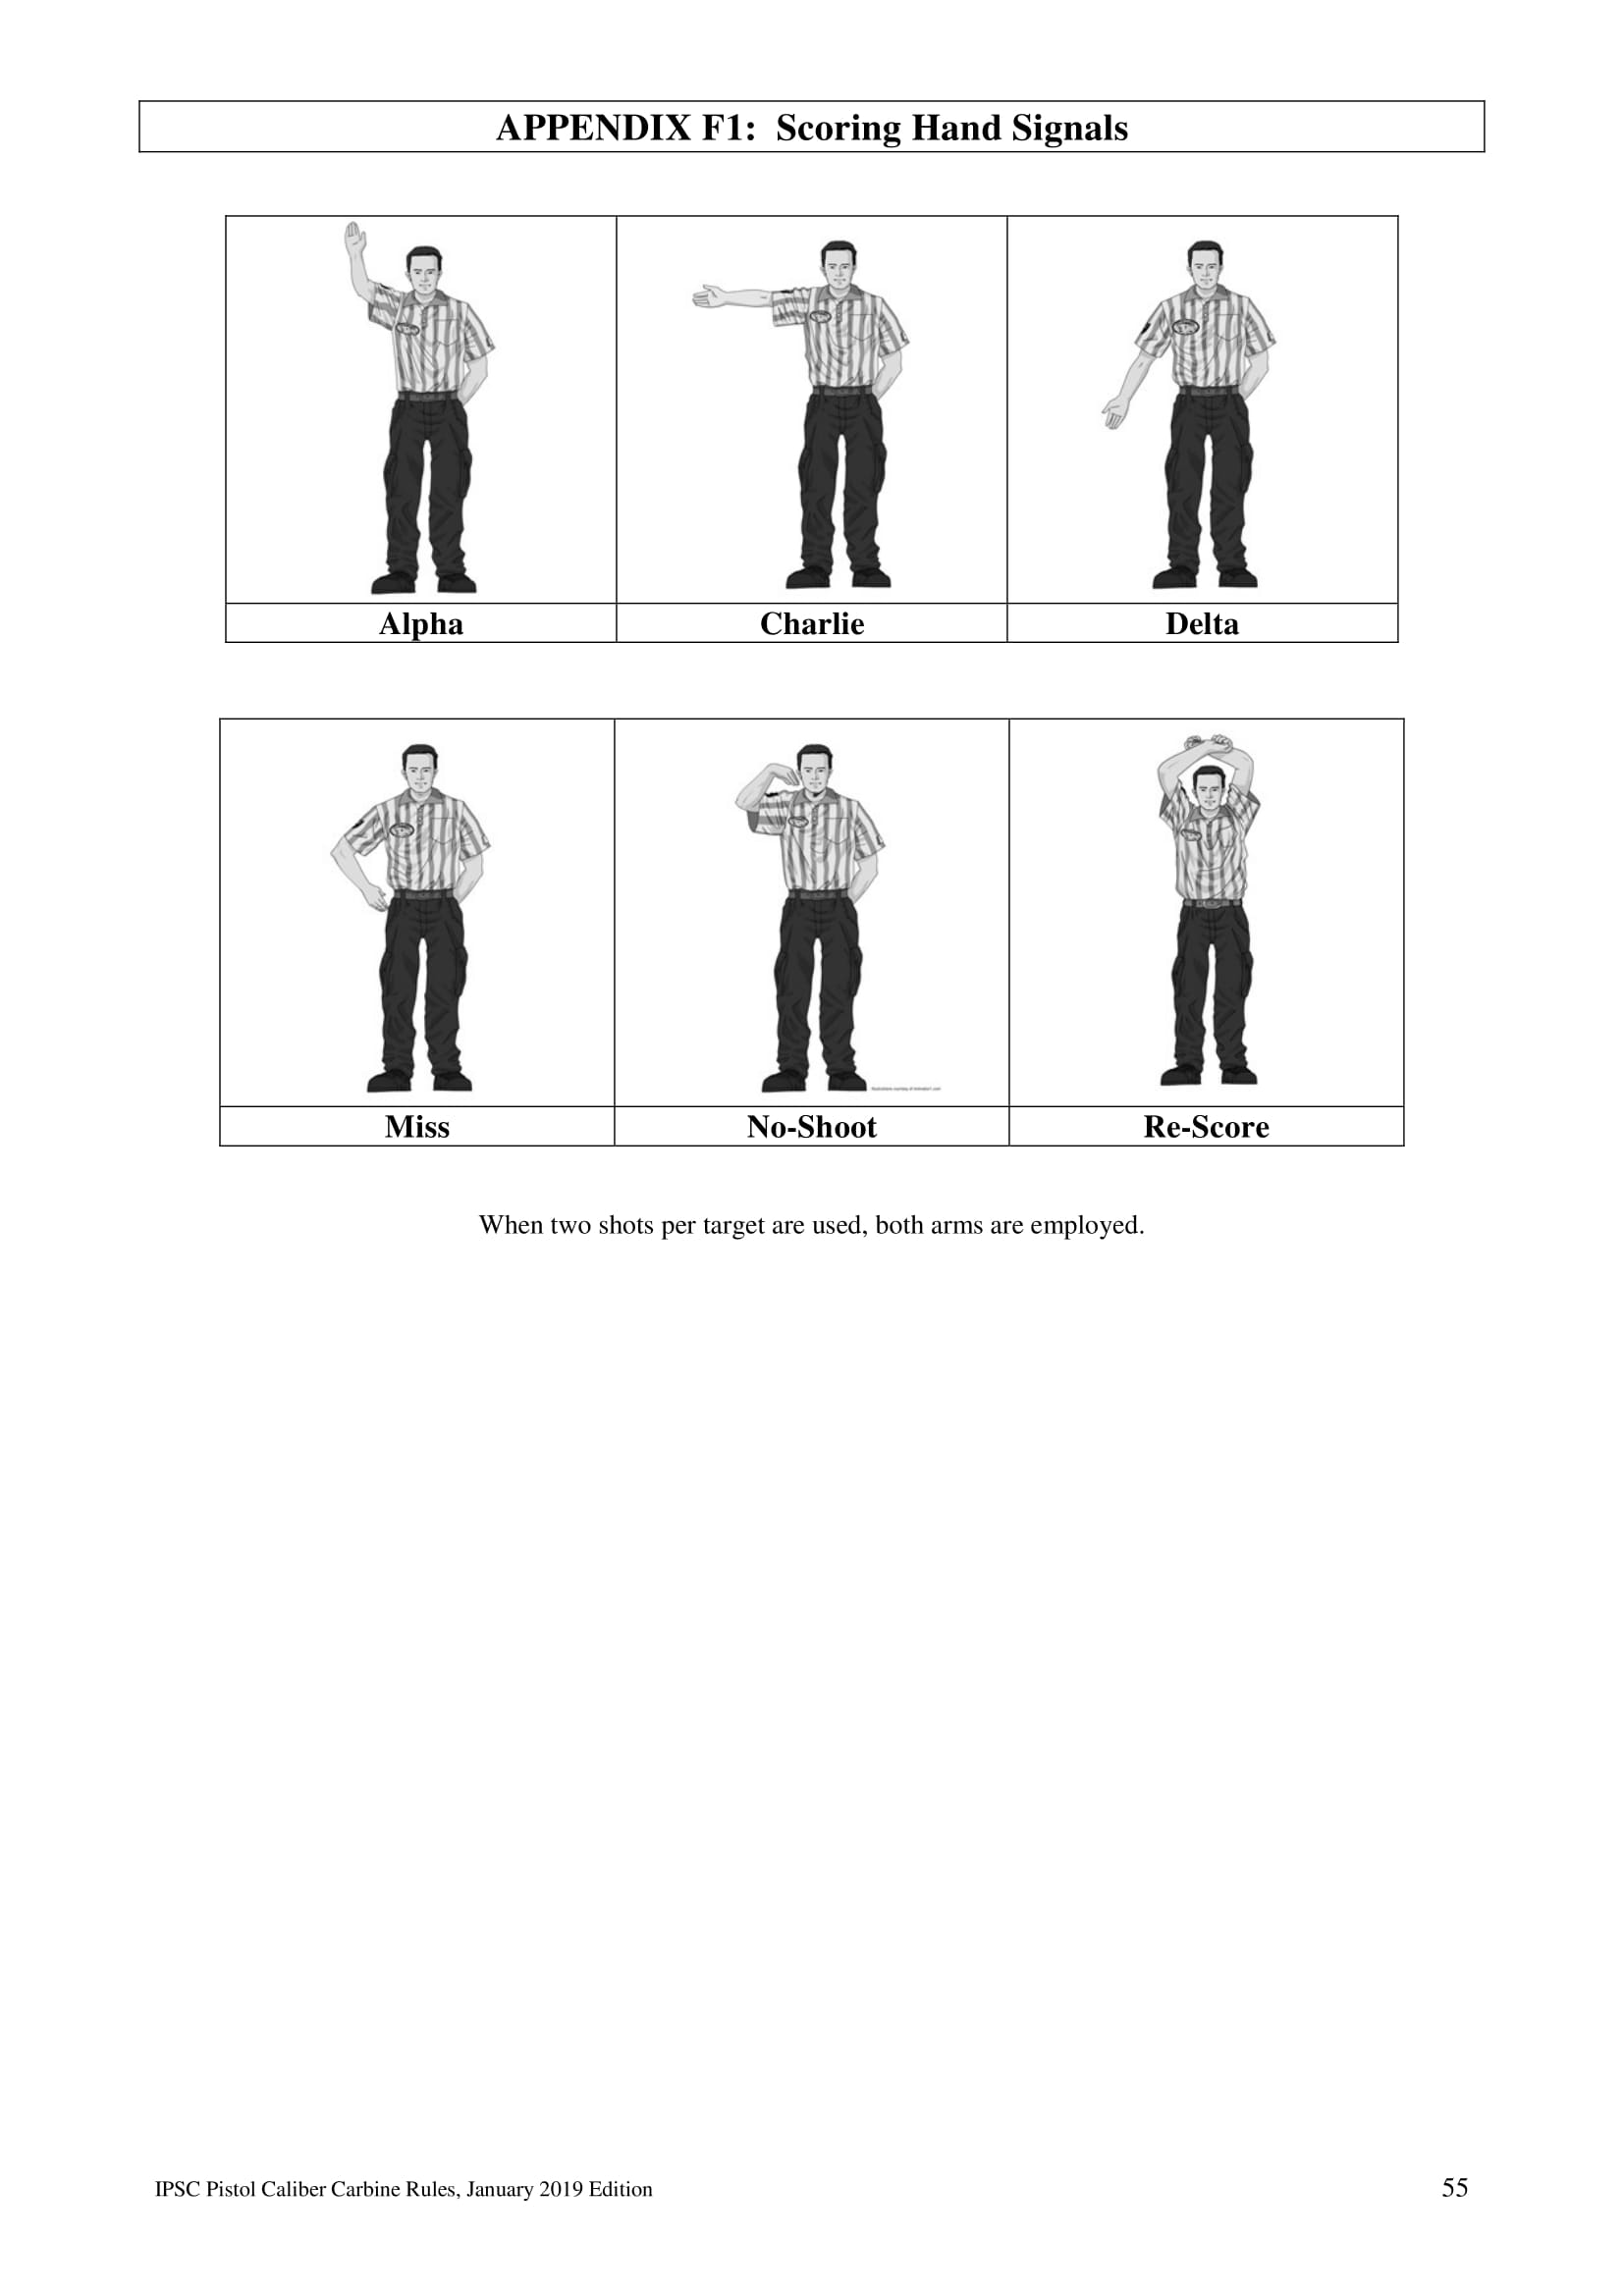 APPENDIX F1: Scoring Hand Signals
Alpha
Charlie
Delta
Miss
No-Shoot
Re-Score
When two shots per target are used, both arms are employed.
IPSC Pistol Caliber Carbine Rules, January 2019 Edition
55